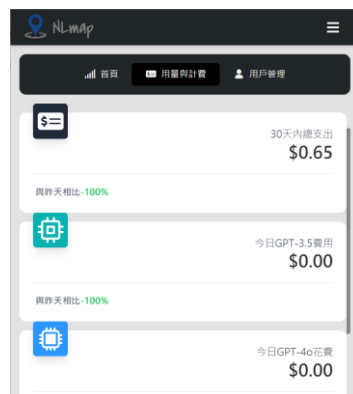 NLmap
首頁 用量與計費 用戶管理
30天內總支出
$0.65
與昨天相比-100%
今日GPT-3.5費用
$0.00
與昨天相比-100%
今日GPT-4o花費
$0.00